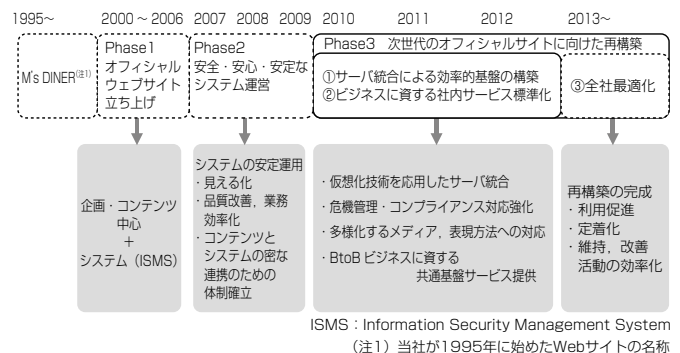 1995～ 2000～2006 2007 2008 2009 2010 2011 2012 2013～
M's DINER(注1)
Phase1
オフィシャル
ウェブサイト
立ち上げ
Phase2
安全・安心・安定な
システム運営
Phase3 次世代のオフィシャルサイトに向けた再構築
①サーバ統合による効率的基盤の構築
②ビジネスに資する社内サービス標準化
③全社最適化
企画・コンテンツ
中心
＋
システム（ISMS）
システムの安定運用
・見える化
・品質改善，業務
効率化
・コンテンツと
システムの密な
連携のための
体制確立
・仮想化技術を応用したサーバ統合
・危機管理・コンプライアンス対応強化
・多様化するメディア，表現方法への対応
・BtoB ビジネスに資する
共通基盤サービス提供
再構築の完成
・利用促進
・定着化
・維持，改善
活動の効率化
ISMS：Information Security Management System
（注1）当社が1995年に始めたWebサイトの名称